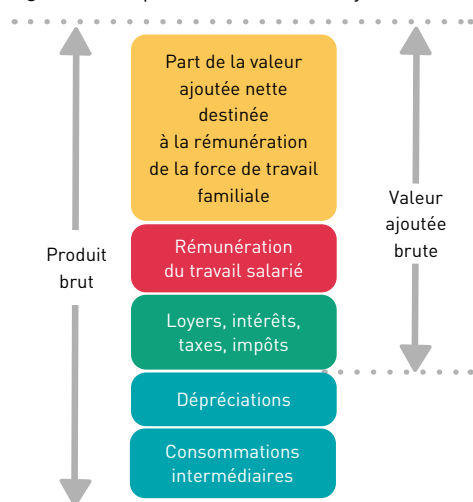 Part de la valeur
ajoutée nette
destinée
à la rémunération
de la force de travail
familiale
Produit
brut
Valeur
ajoutée
brute
Rémunération
du travail salarié
Loyers, intérêts,
taxes, impôts
Dépréciations
Consommations
intermédiaires